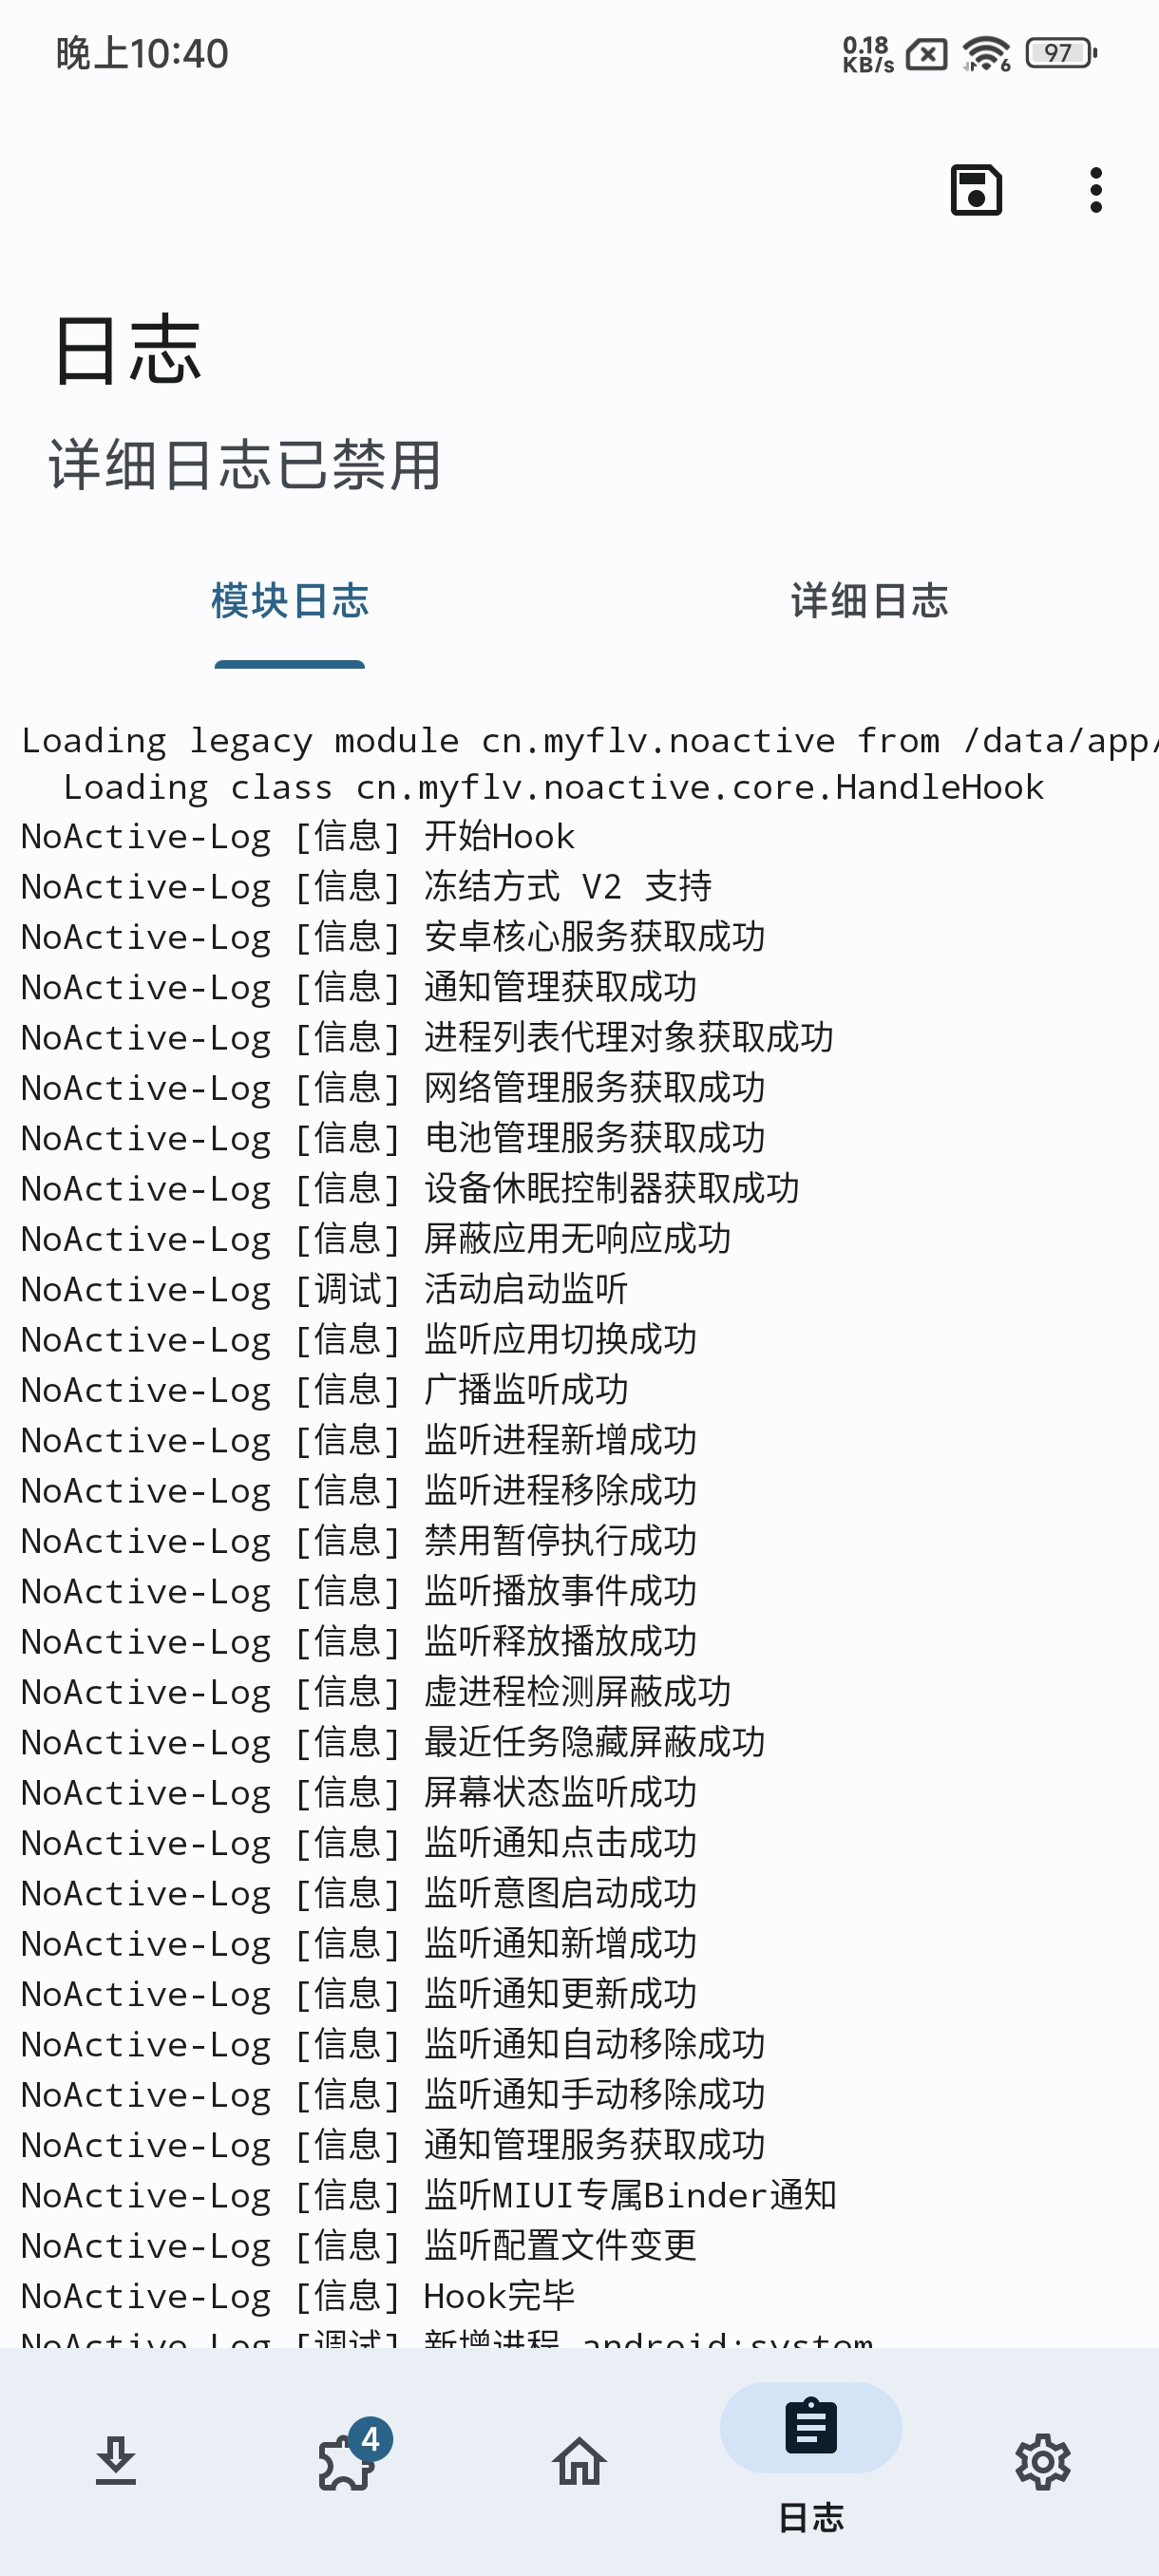 晚上10:40
0.18
KB/s
6
97
日志
详细日志已禁用
模块日志
详细日志
Loading legacy module cn.myflv.noactive from /data/app/
Loading class cn.myflv.noactive.core.HandleHook
NoActive-Log [信息] 开始Hook
NoActive-Log [信息] 冻结方式 V2 支持
NoActive-Log [信息] 安卓核心服务获取成功
NoActive-Log [信息] 通知管理获取成功
NoActive-Log [信息] 进程列表代理对象获取成功
NoActive-Log [信息] 网络管理服务获取成功
NoActive-Log [信息] 电池管理服务获取成功
NoActive-Log [信息] 设备休眠控制器获取成功
NoActive-Log [信息] 屏蔽应用无响应成功
NoActive-Log [调试] 活动启动监听
NoActive-Log [信息] 监听应用切换成功
NoActive-Log [信息] 广播监听成功
NoActive-Log [信息] 监听进程新增成功
NoActive-Log [信息] 监听进程移除成功
NoActive-Log [信息] 禁用暂停执行成功
NoActive-Log [信息] 监听播放事件成功
NoActive-Log [信息] 监听释放播放成功
NoActive-Log [信息] 虚进程检测屏蔽成功
NoActive-Log [信息] 最近任务隐藏屏蔽成功
NoActive-Log [信息] 屏幕状态监听成功
NoActive-Log [信息] 监听通知点击成功
NoActive-Log [信息] 监听意图启动成功
NoActive-Log [信息] 监听通知新增成功
NoActive-Log [信息] 监听通知更新成功
NoActive-Log [信息] 监听通知自动移除成功
NoActive-Log [信息] 监听通知手动移除成功
NoActive-Log [信息] 通知管理服务获取成功
NoActive-Log [信息] 监听MIUI专属Binder通知
NoActive-Log [信息] 监听配置文件变更
NoActive-Log [信息] Hook完毕
NoActive-Log [调试] 新增进程 android:system
4
日志